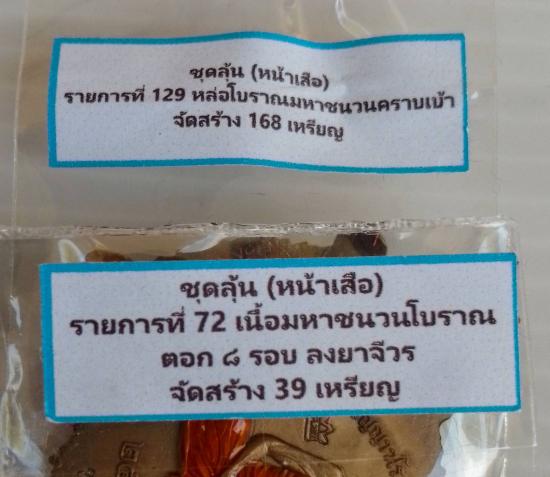 ชุดลุ้น (หน้าเสือ)
รายการที่ 129 หล่อโบราณมหาชนวนคราบเบ้า
จัดสร้าง 168 เหรียญ
ชุดลุ้น (หน้าเสือ)
รายการที่ 72 เนื้อมหาชนวนโบราณ
ตอก ๘ รอบ ลงยาจีวร
จัดสร้าง 39 เหรียญ